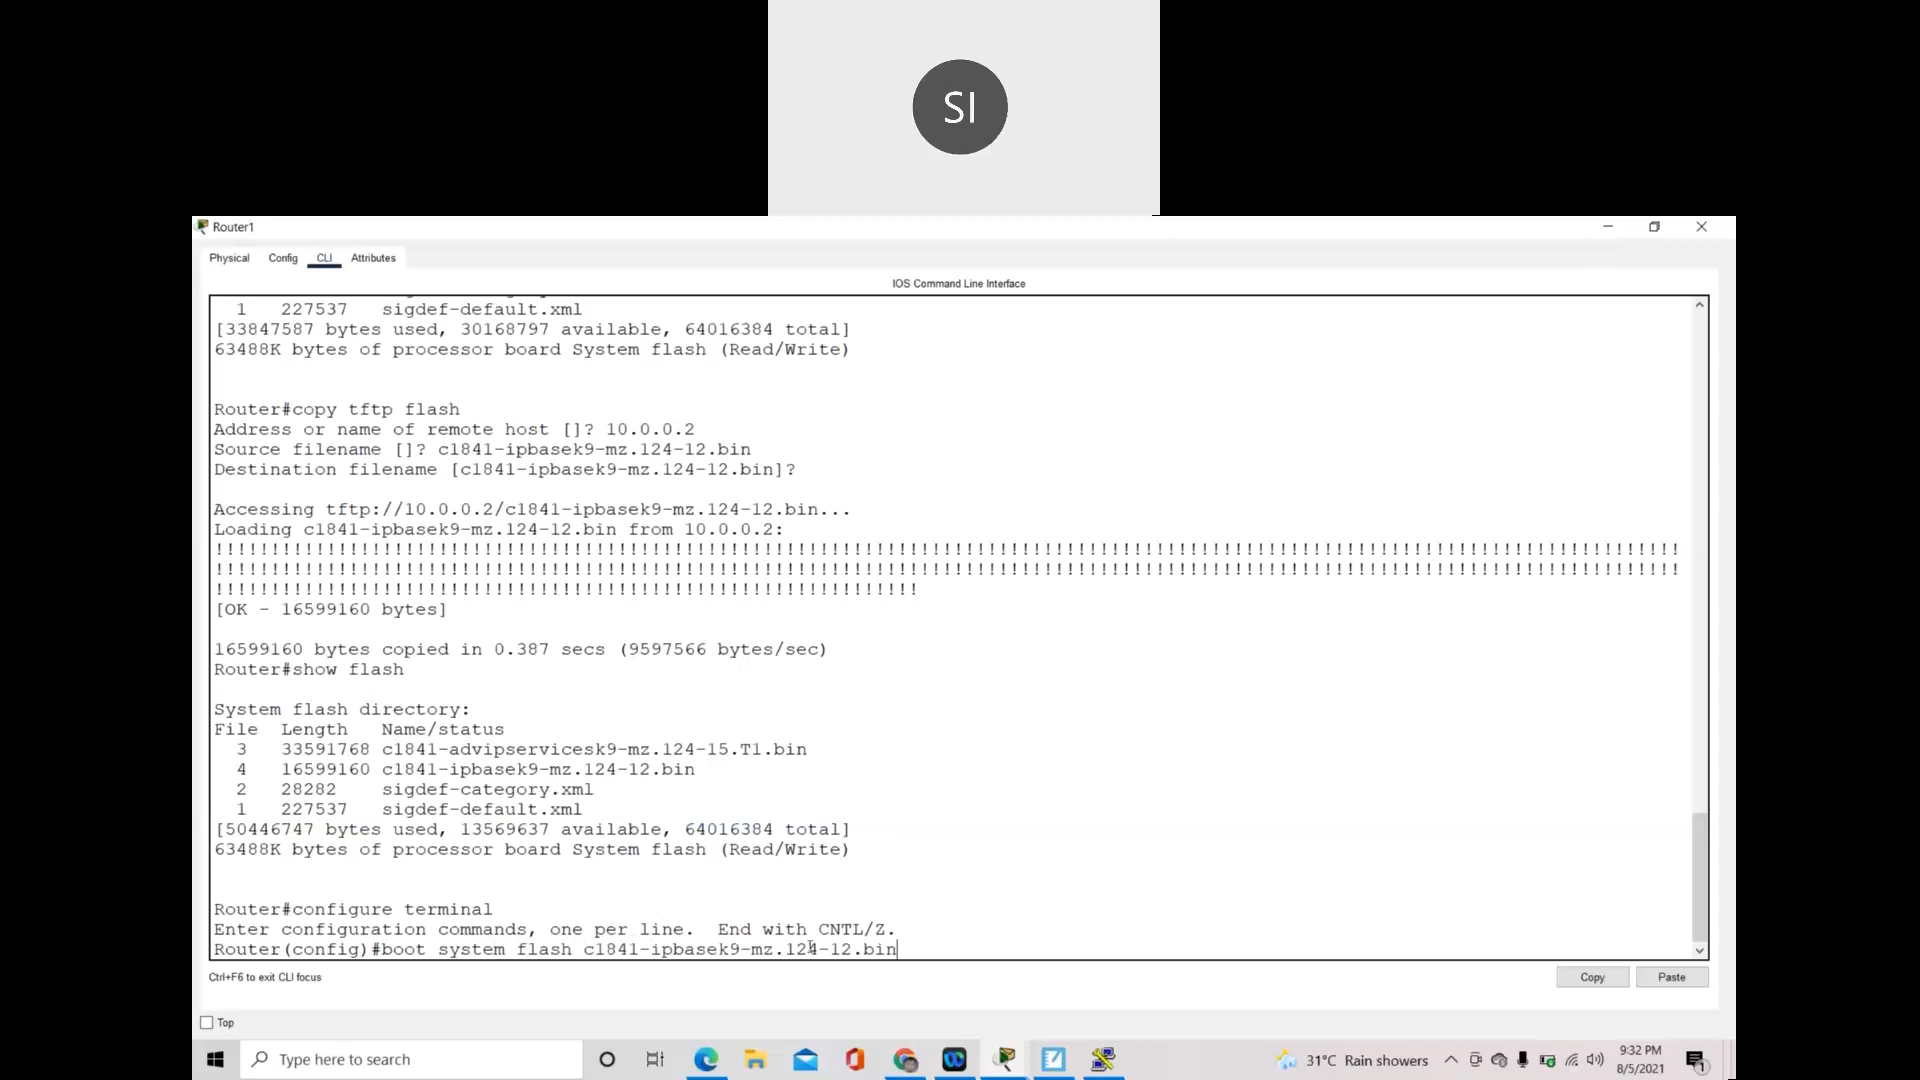 SI
Router1
Physical Config CLI Attributes
IOS Command Line Interface
1 227537 sigdef-default.xml
[33847587 bytes used, 30168797 available, 64016384 total]
63488K bytes of processor board System flash (Read/Write)
Router#copy tftp flash
Address or name of remote host []? 10.0.0.2
Source filename []? c1841-ipbasek9-mz.124-12.bin
Destination filename [c1841-ipbasek9-mz.124-12.bin]?
Accessing tftp://10.0.0.2/c1841-ipbasek9-mz.124-12.bin...
Loading c1841-ipbasek9-mz.124-12.bin from 10.0.0.2:
!!!!!!!!!!!!!!!!!!!!!!!!!!!!!!!!!!!!!!!!!!!!!!!!!!!!!!!!!!!!!!!!!!!!!!!!!!!!!!!!!!!!!!!!!!!!!!!!!!!!!!!!!!!!!!!!!!!!!!!!!!!!!!!!!!!
!!!!!!!!!!!!!!!!!!!!!!!!!!!!!!!!!!!!!!!!!!!!!!!!!!!!!!!!!!!!!!!!!!!!!!!!!!!!!!!!!!!!!!!!!!!!!!!!!!!!!!!!!!!!!!!!!!!!!!!!!!!!!!!!!!!
!!!!!!!!!!!!!!!!!!!!!!!!!!!!!!!!!!!!!!!!!!!!!!!!!!!!!!!!!!!!!!!
[OK - 16599160 bytes]
16599160 bytes copied in 0.387 secs (9597566 bytes/sec)
Router#show flash
System flash directory:
File Length Name/status
3 33591768 c1841-advipservicesk9-mz.124-15.T1.bin
4 16599160 c1841-ipbasek9-mz.124-12.bin
2 28282 sigdef-category.xml
1 227537 sigdef-default.xml
[50446747 bytes used, 13569637 available, 64016384 total]
63488K bytes of processor board System flash (Read/Write)
Router#configure terminal
Enter configuration commands, one per line. End with CNTL/Z.
Router(config)#boot system flash c1841-ipbasek9-mz.124-12.bin
Ctrl+F6 to exit CLI focus
Copy Paste
Top
Type here to search
31°C Rain showers
9:32 PM
8/5/2021
1